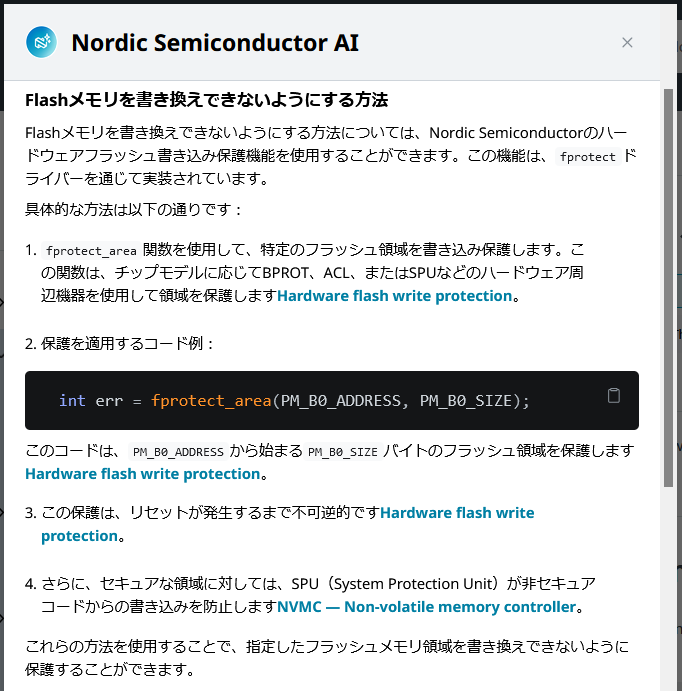 Nordic Semiconductor AI
Flashメモリを書き換えできないようにする方法
Flashメモリを書き換えできないようにする方法については、Nordic Semiconductorのハー
ドウェアフラッシュ書き込み保護機能を使用することができます。この機能は、 fprotect ド
ライバーを通じて実装されています。
具体的な方法は以下の通りです：
1. fprotect_area 関数を使用して、特定のフラッシュ領域を書き込み保護します。こ
の関数は、チップモデルに応じてBPROT、ACL、またはSPUなどのハードウェア周
辺機器を使用して領域を保護しますHardware flash write protection。
2. 保護を適用するコード例：
int err = fprotect_area(PM_B0_ADDRESS, PM_B0_SIZE);
このコードは、 PM_B0_ADDRESS から始まる PM_B0_SIZE バイトのフラッシュ領域を保護します
Hardware flash write protection。
3. この保護は、リセットが発生するまで不可逆的ですHardware flash write
protection。
4. さらに、セキュアな領域に対しては、SPU（System Protection Unit）が非セキュア
コードからの書き込みを防止しますNVMC — Non-volatile memory controller。
これらの方法を使用することで、指定したフラッシュメモリ領域を書き換えできないように
保護することができます。